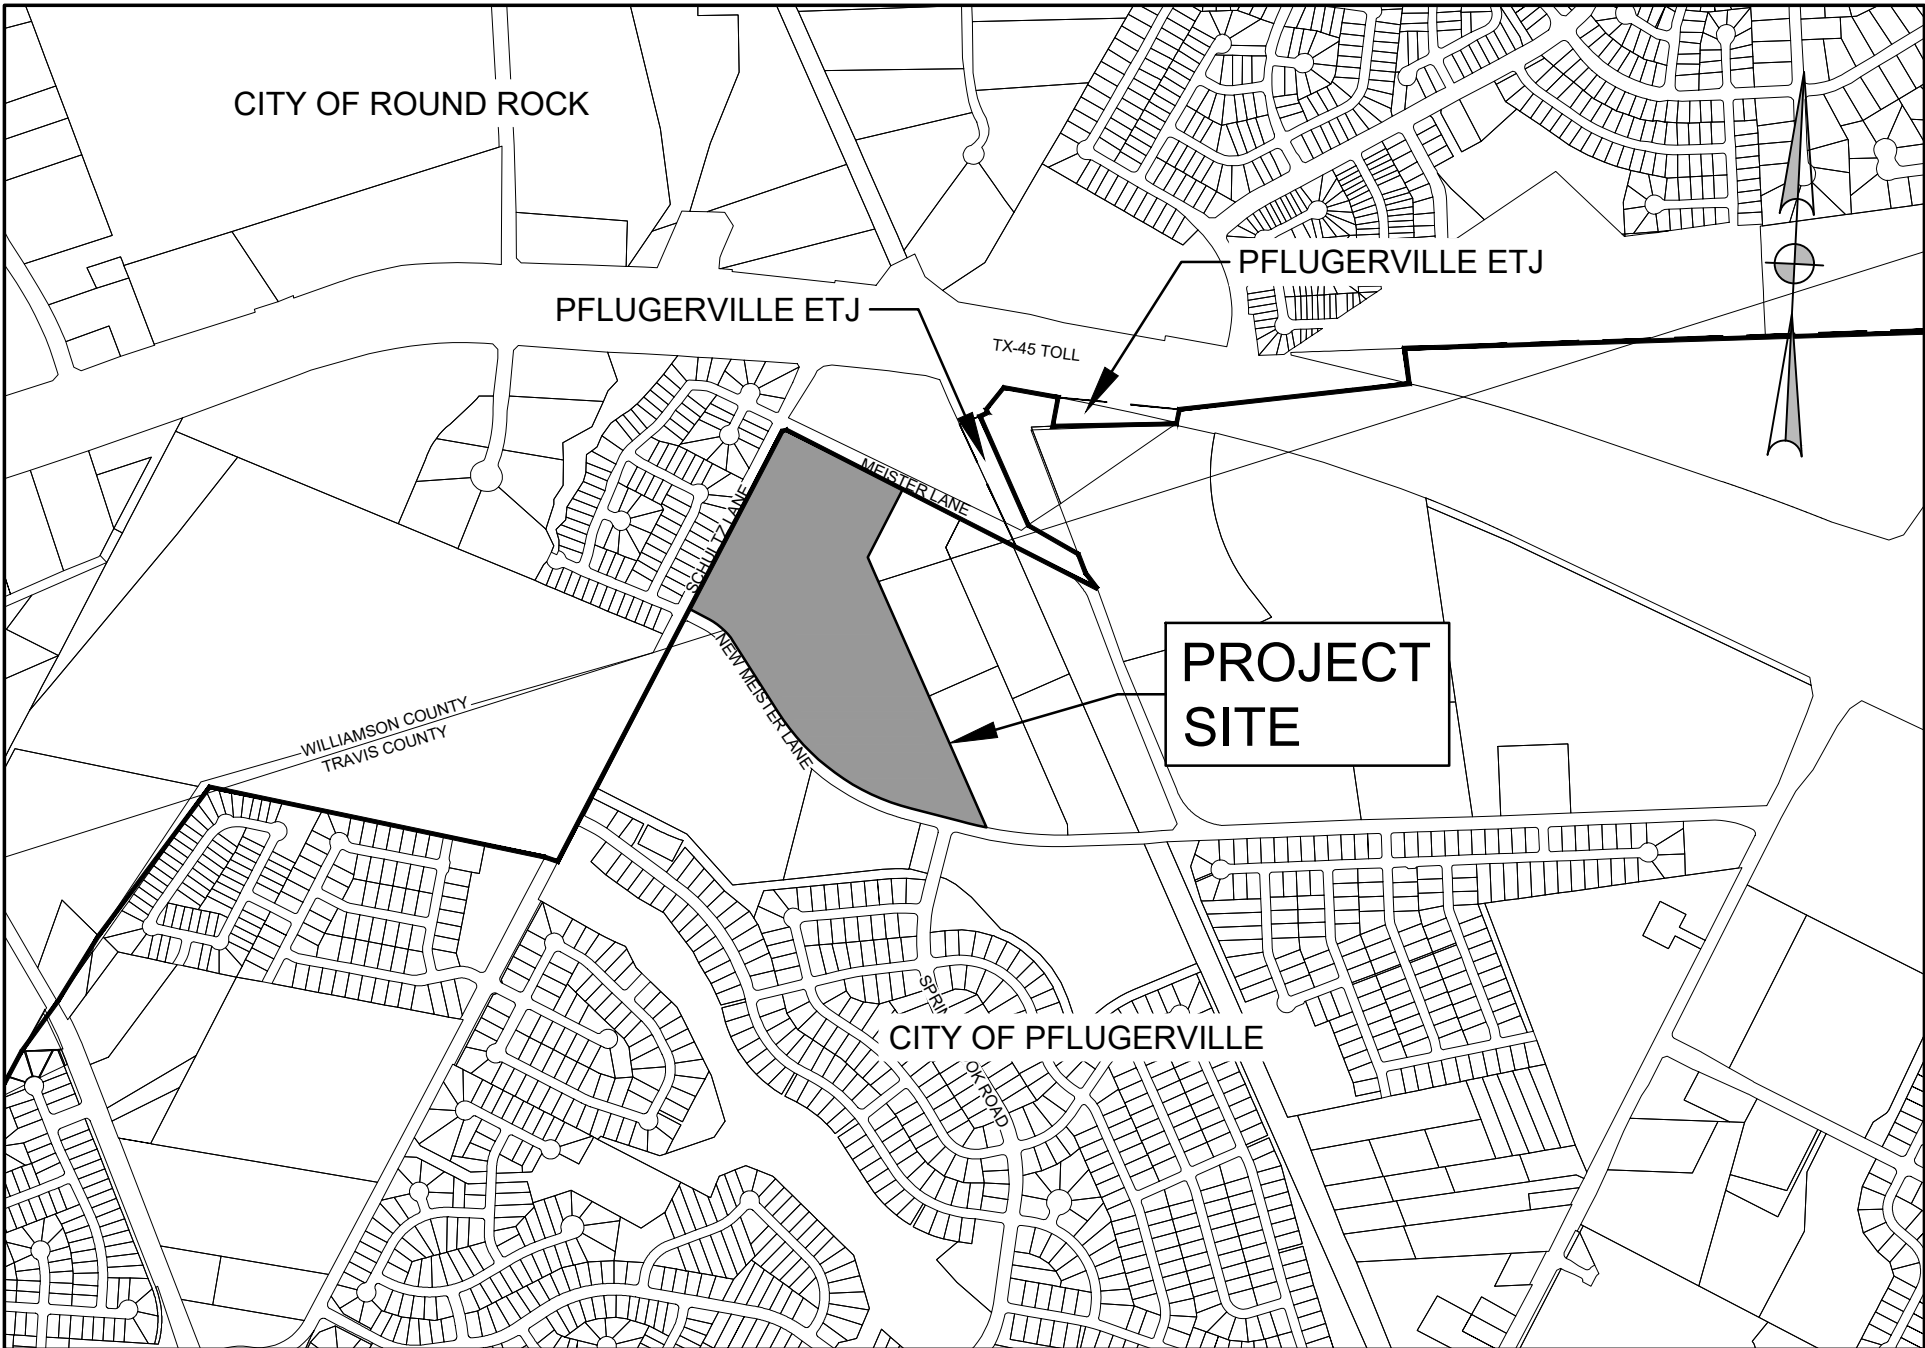 CITY OF ROUND ROCK
PFLUGERVILLE ETJ
PFLUGERVILLE ETJ
TX-45 TOLL
MEISTER LANE
SCHULTZ LANE
PROJECT
SITE
NEW MEISTER LANE
WILLIAMSON COUNTY
TRAVIS COUNTY
CITY OF PFLUGERVILLE
ROAD